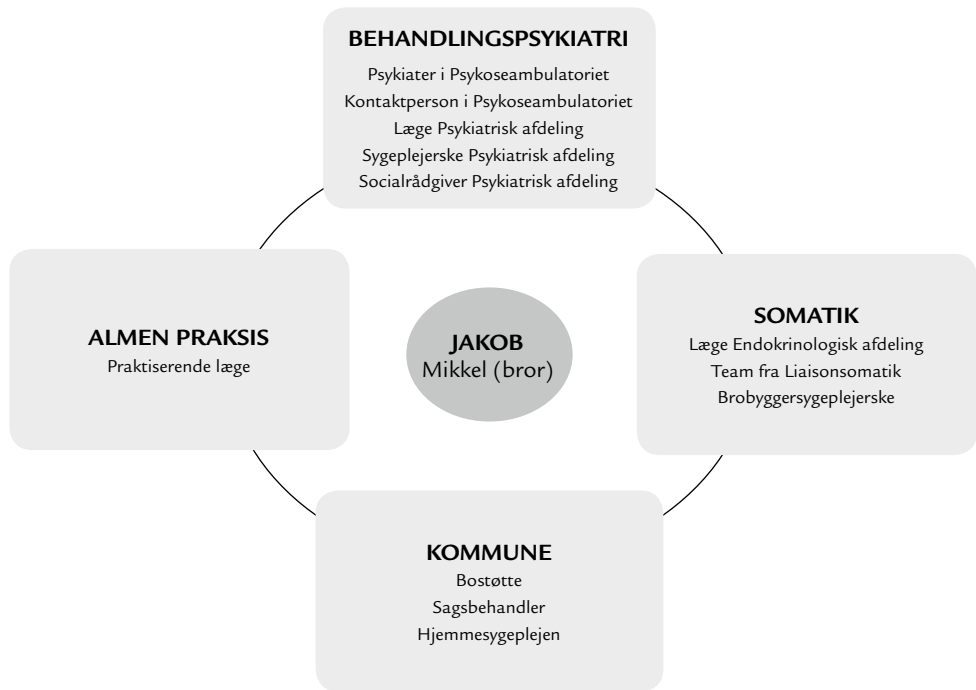 BEHANDLINGSPSYKIATRI
Psykiater i Psykoseambulatoriet
Kontaktperson i Psykoseambulatoriet
Læge Psykiatrisk afdeling
Sygeplejerske Psykiatrisk afdeling
Socialrådgiver Psykiatrisk afdeling
ALMEN PRAKSIS
Praktiserende læge
JAKOB
Mikkel (bror)
SOMATIK
Læge Endokrinologisk afdeling
Team fra Liaisonsomatik
Brobyggersygeplejerske
KOMMUNE
Bostøtte
Sagsbehandler
Hjemmesygeplejen